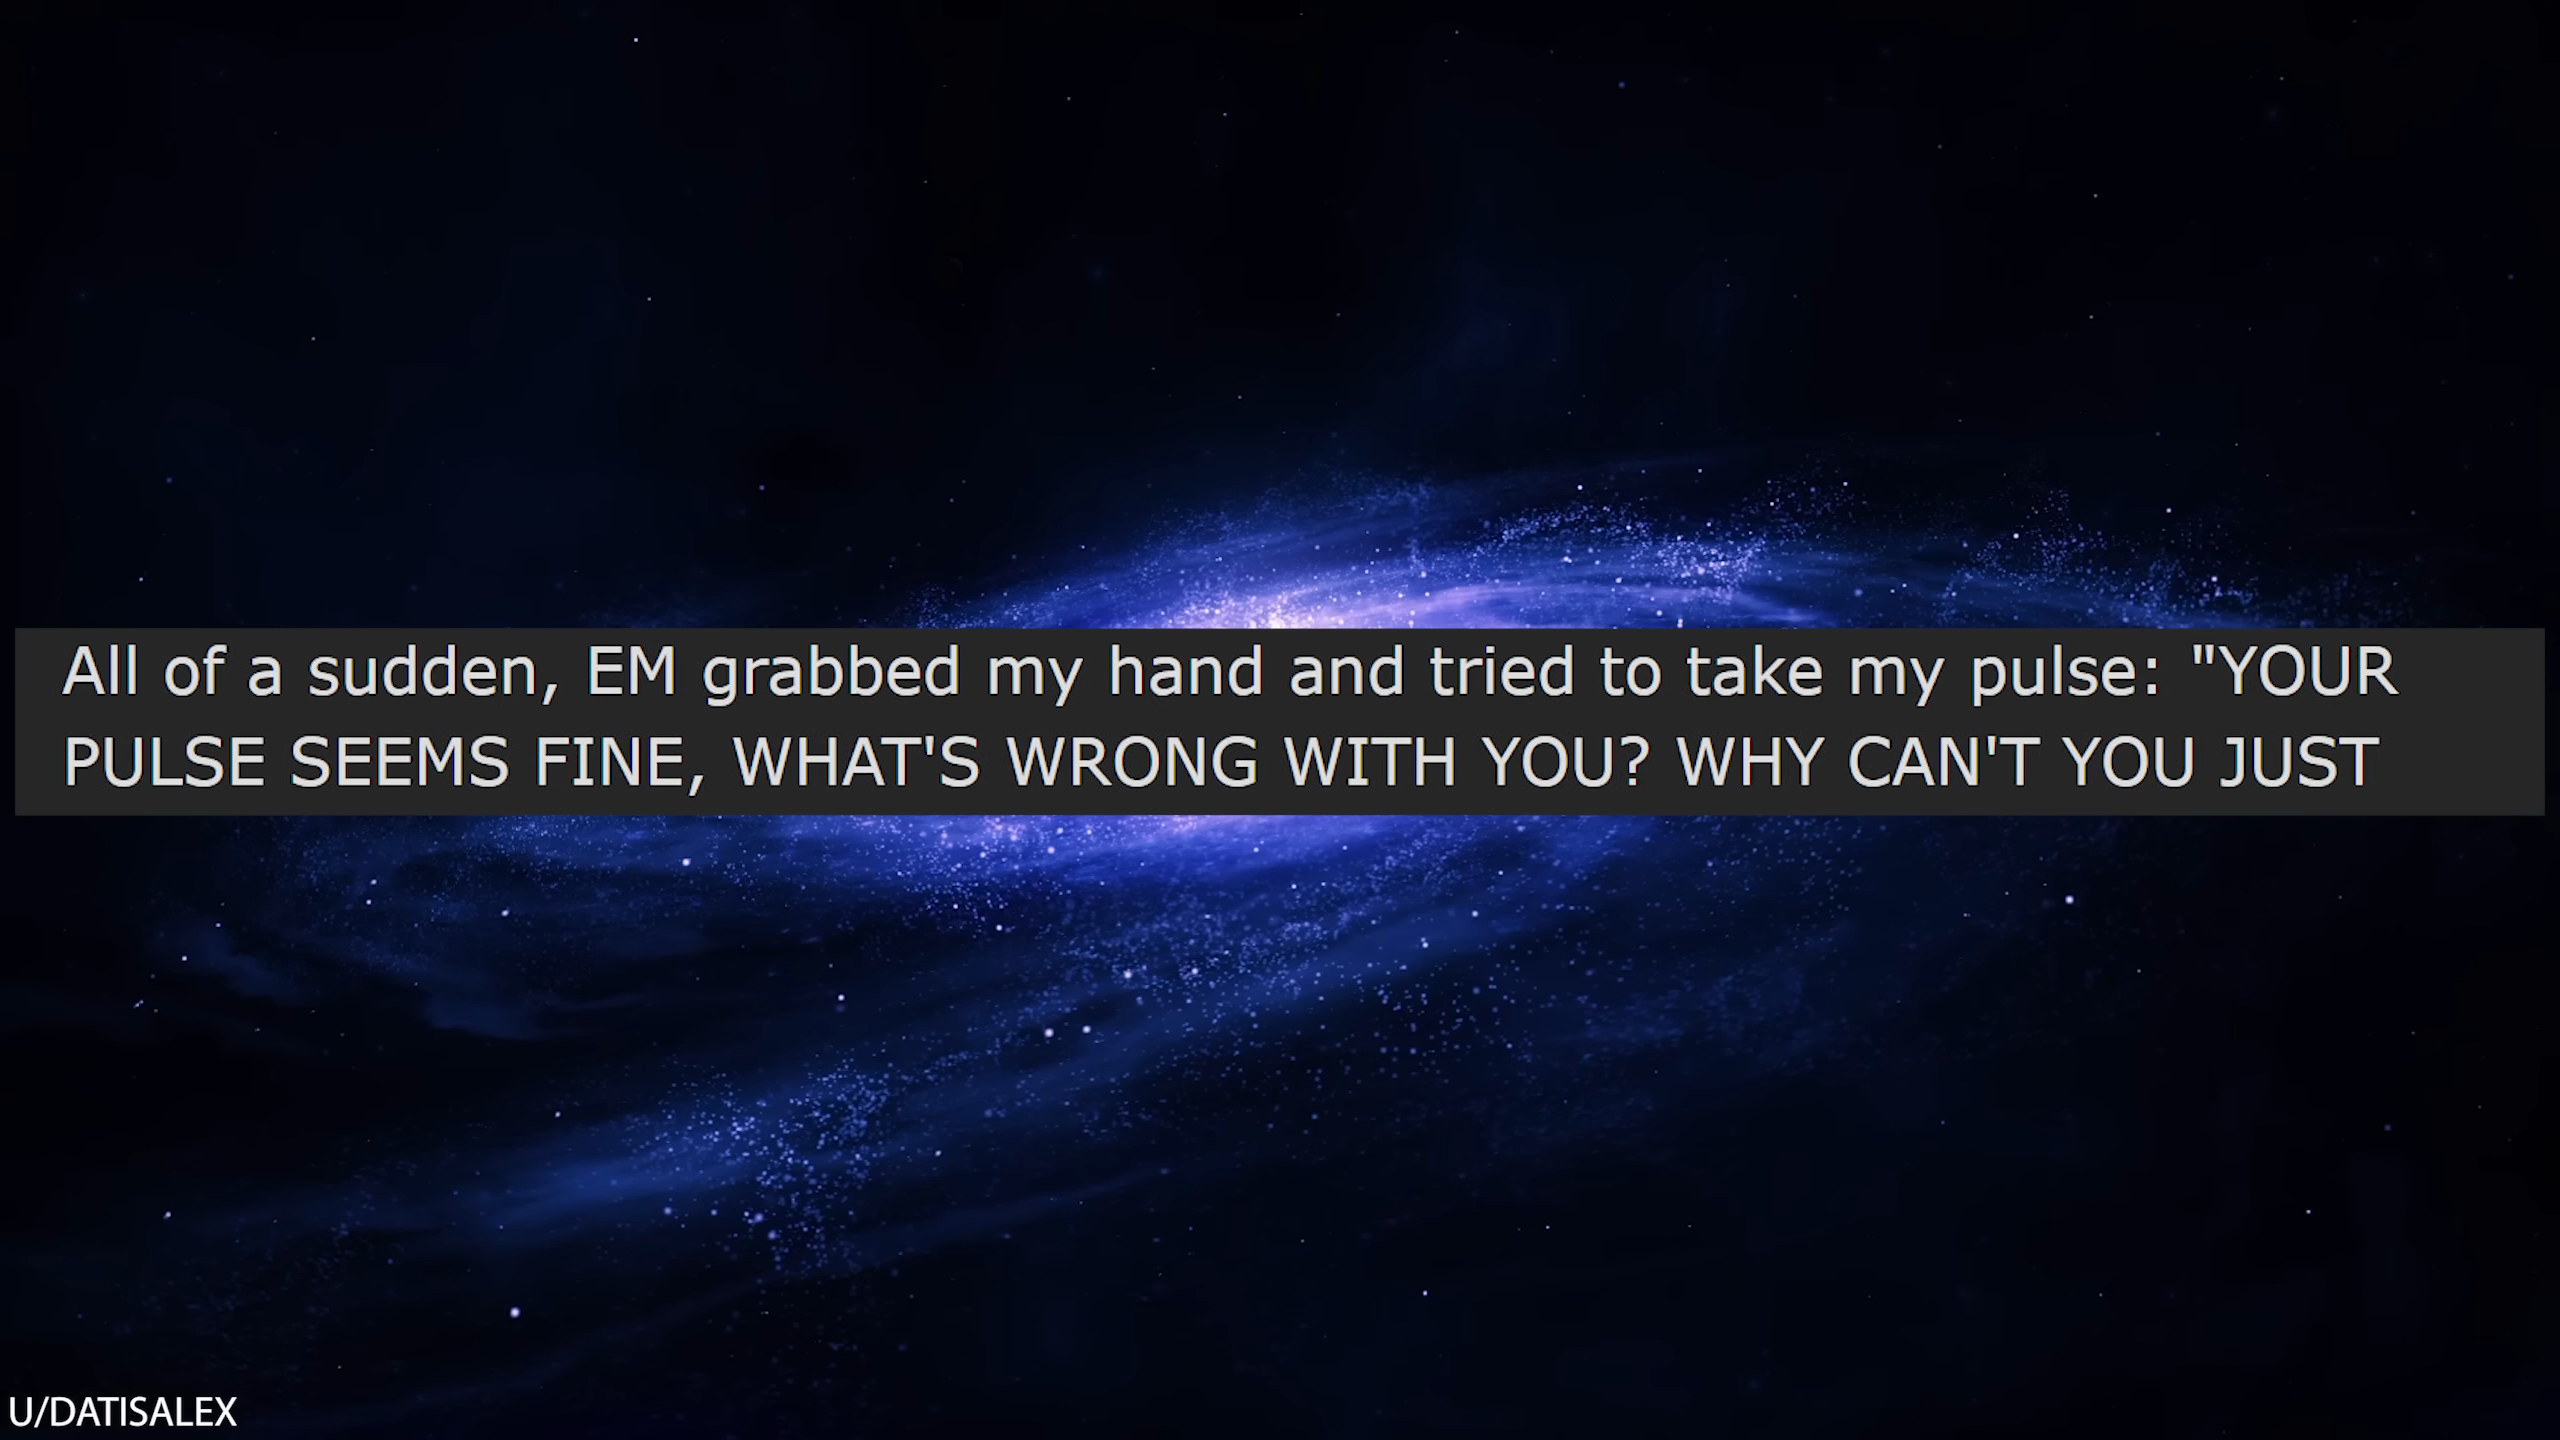 All of a sudden, EM grabbed my hand and tried to take my pulse: "YOUR
PULSE SEEMS FINE, WHAT'S WRONG WITH YOU? WHY CAN'T YOU JUST
U/DATISALEX